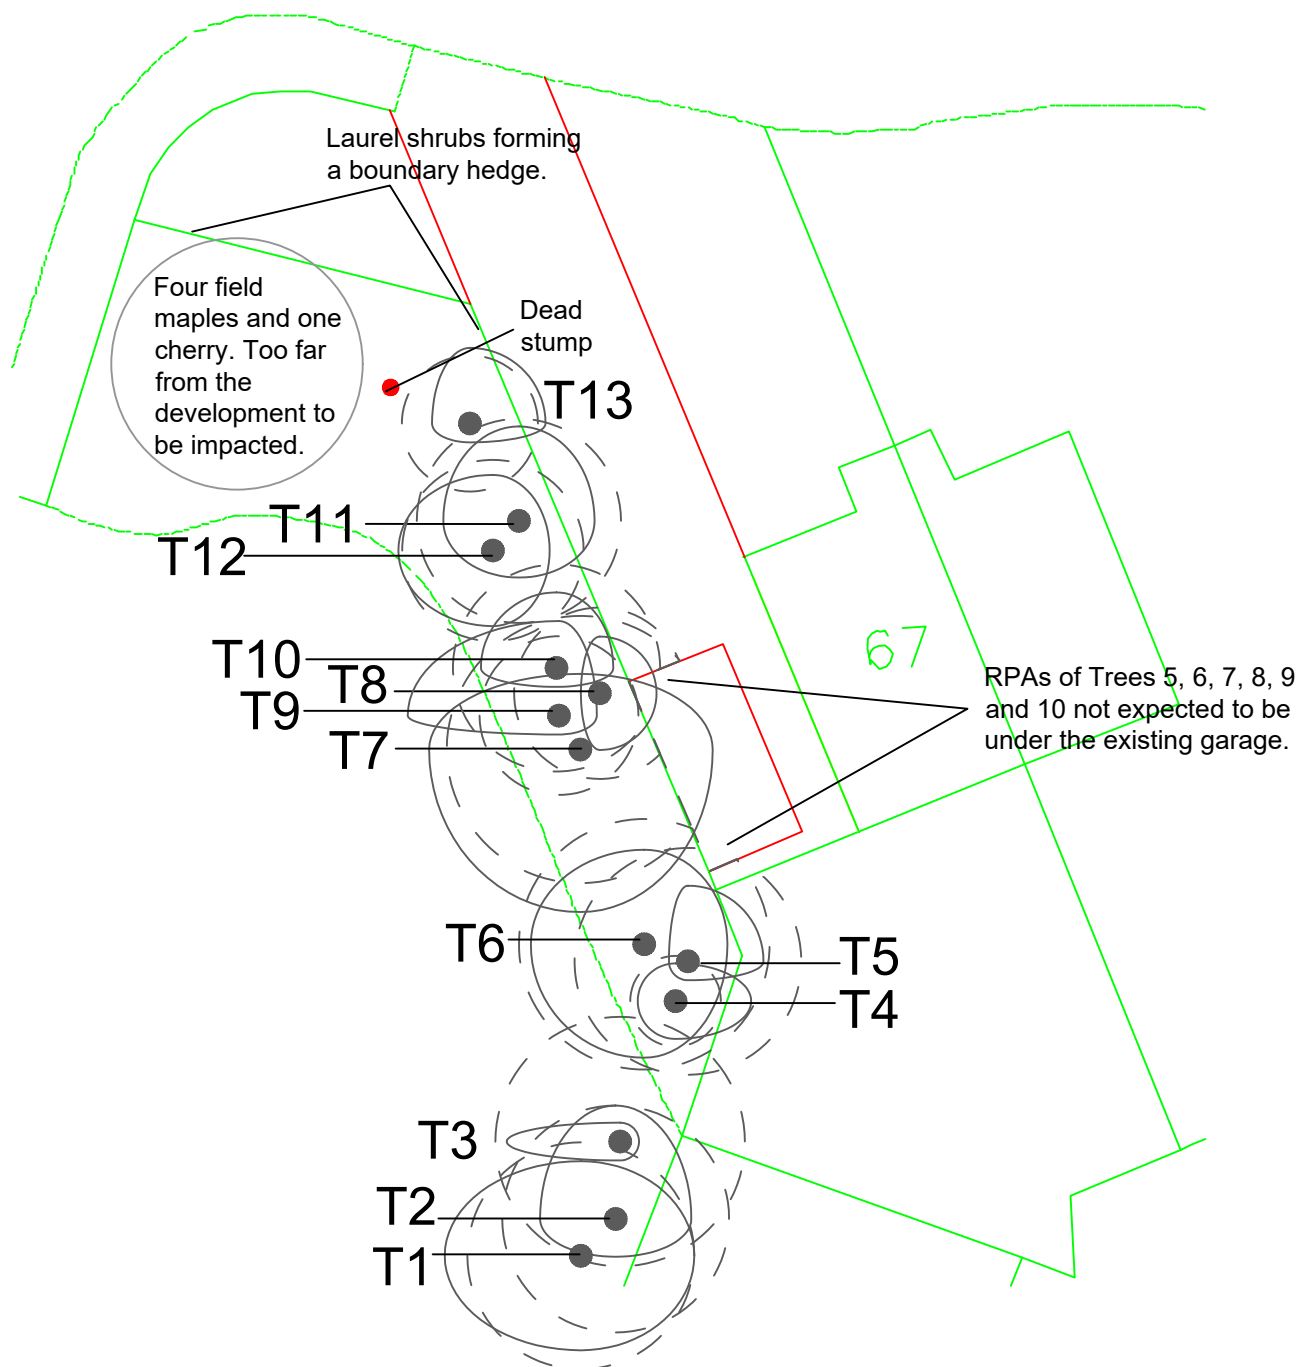 Laurel shrubs forming
a boundary hedge.
Four field
maples and one
cherry. Too far
from the
development to
be impacted.
Dead
stump
T13
T11
T12
T10
T8
T9
T7
67
RPAs of Trees 5, 6, 7, 8, 9
and 10 not expected to be
under the existing garage.
T6
T5
T4
T3
T2
T1